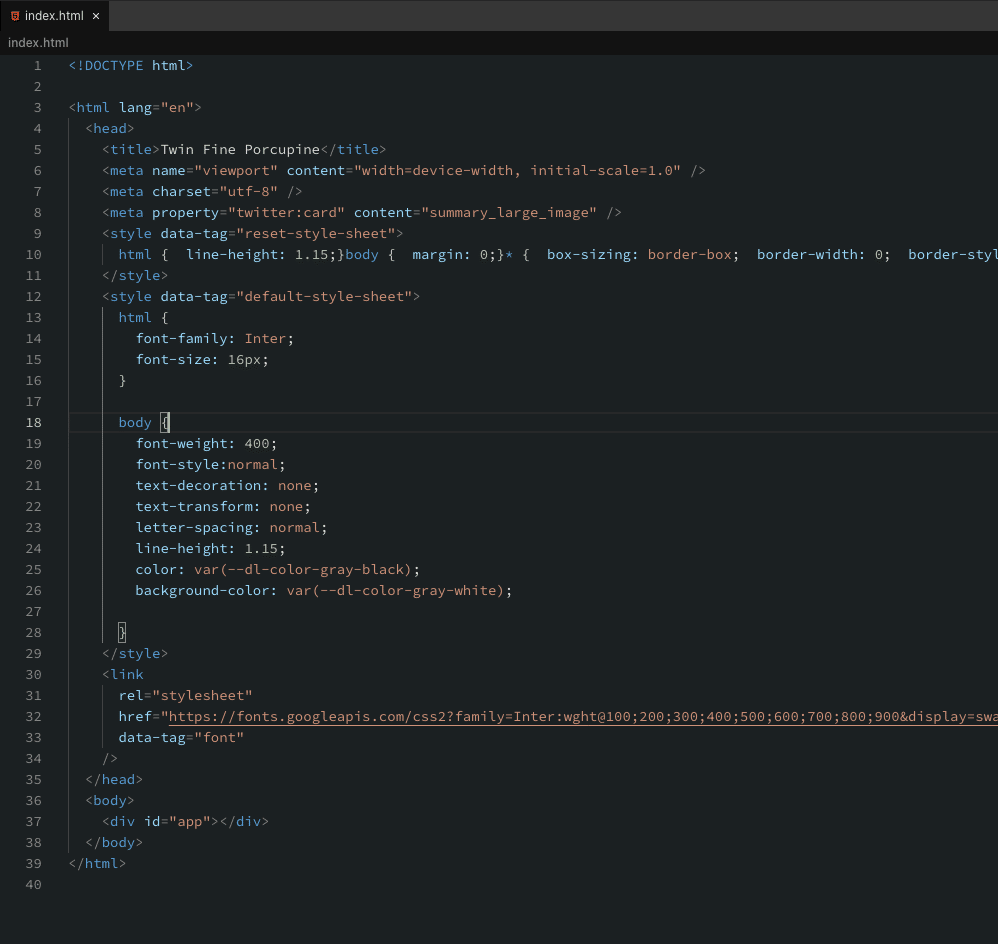 index.html ×
index.html
1 <!DOCTYPE html>
2
3 <html lang="en">
4 <head>
5 <title>Twin Fine Porcupine</title>
6 <meta name="viewport" content="width=device-width, initial-scale=1.0" />
7 <meta charset="utf-8" />
8 <meta property="twitter:card" content="summary_large_image" />
9 <style data-tag="reset-style-sheet">
10 html {  line-height: 1.15;}body {  margin: 0;}* {  box-sizing: border-box;  border-width: 0;  border-styl
11 </style>
12 <style data-tag="default-style-sheet">
13 html {
14 font-family: Inter;
15 font-size: 16px;
16 }
17
18 body {
19 font-weight: 400;
20 font-style:normal;
21 text-decoration: none;
22 text-transform: none;
23 letter-spacing: normal;
24 line-height: 1.15;
25 color: var(--dl-color-gray-black);
26 background-color: var(--dl-color-gray-white);
27
28 }
29 </style>
30 <link
31 rel="stylesheet"
32 href="https://fonts.googleapis.com/css2?family=Inter:wght@100;200;300;400;500;600;700;800;900&display=swa
33 data-tag="font"
34 />
35 </head>
36 <body>
37 <div id="app"></div>
38 </body>
39 </html>
40